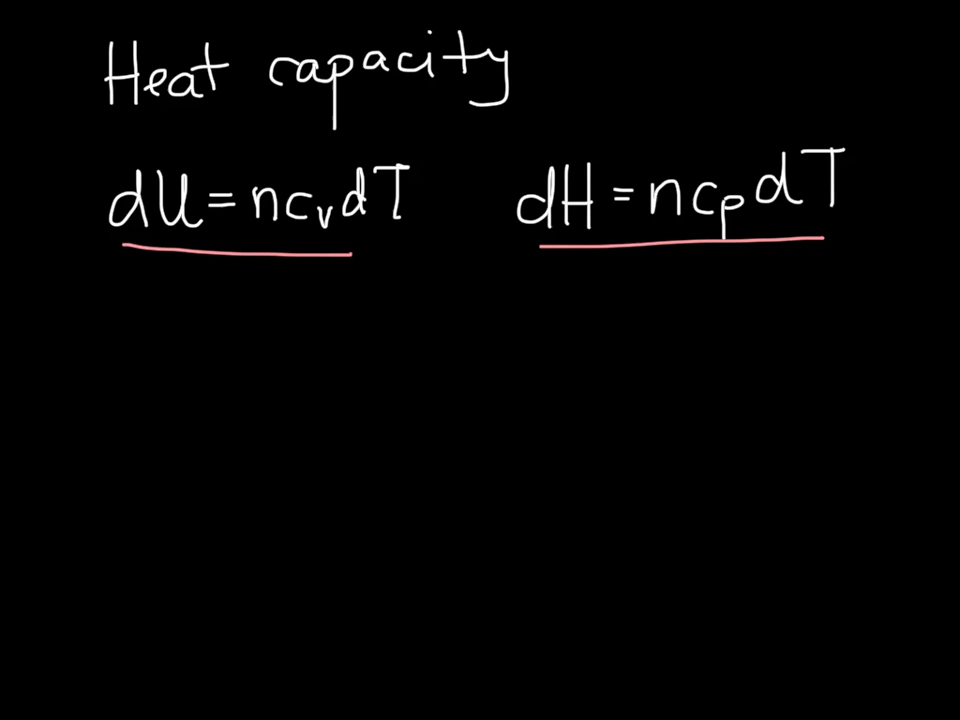 Heat capacity
dU = nc_v dT dH = nc_p dT